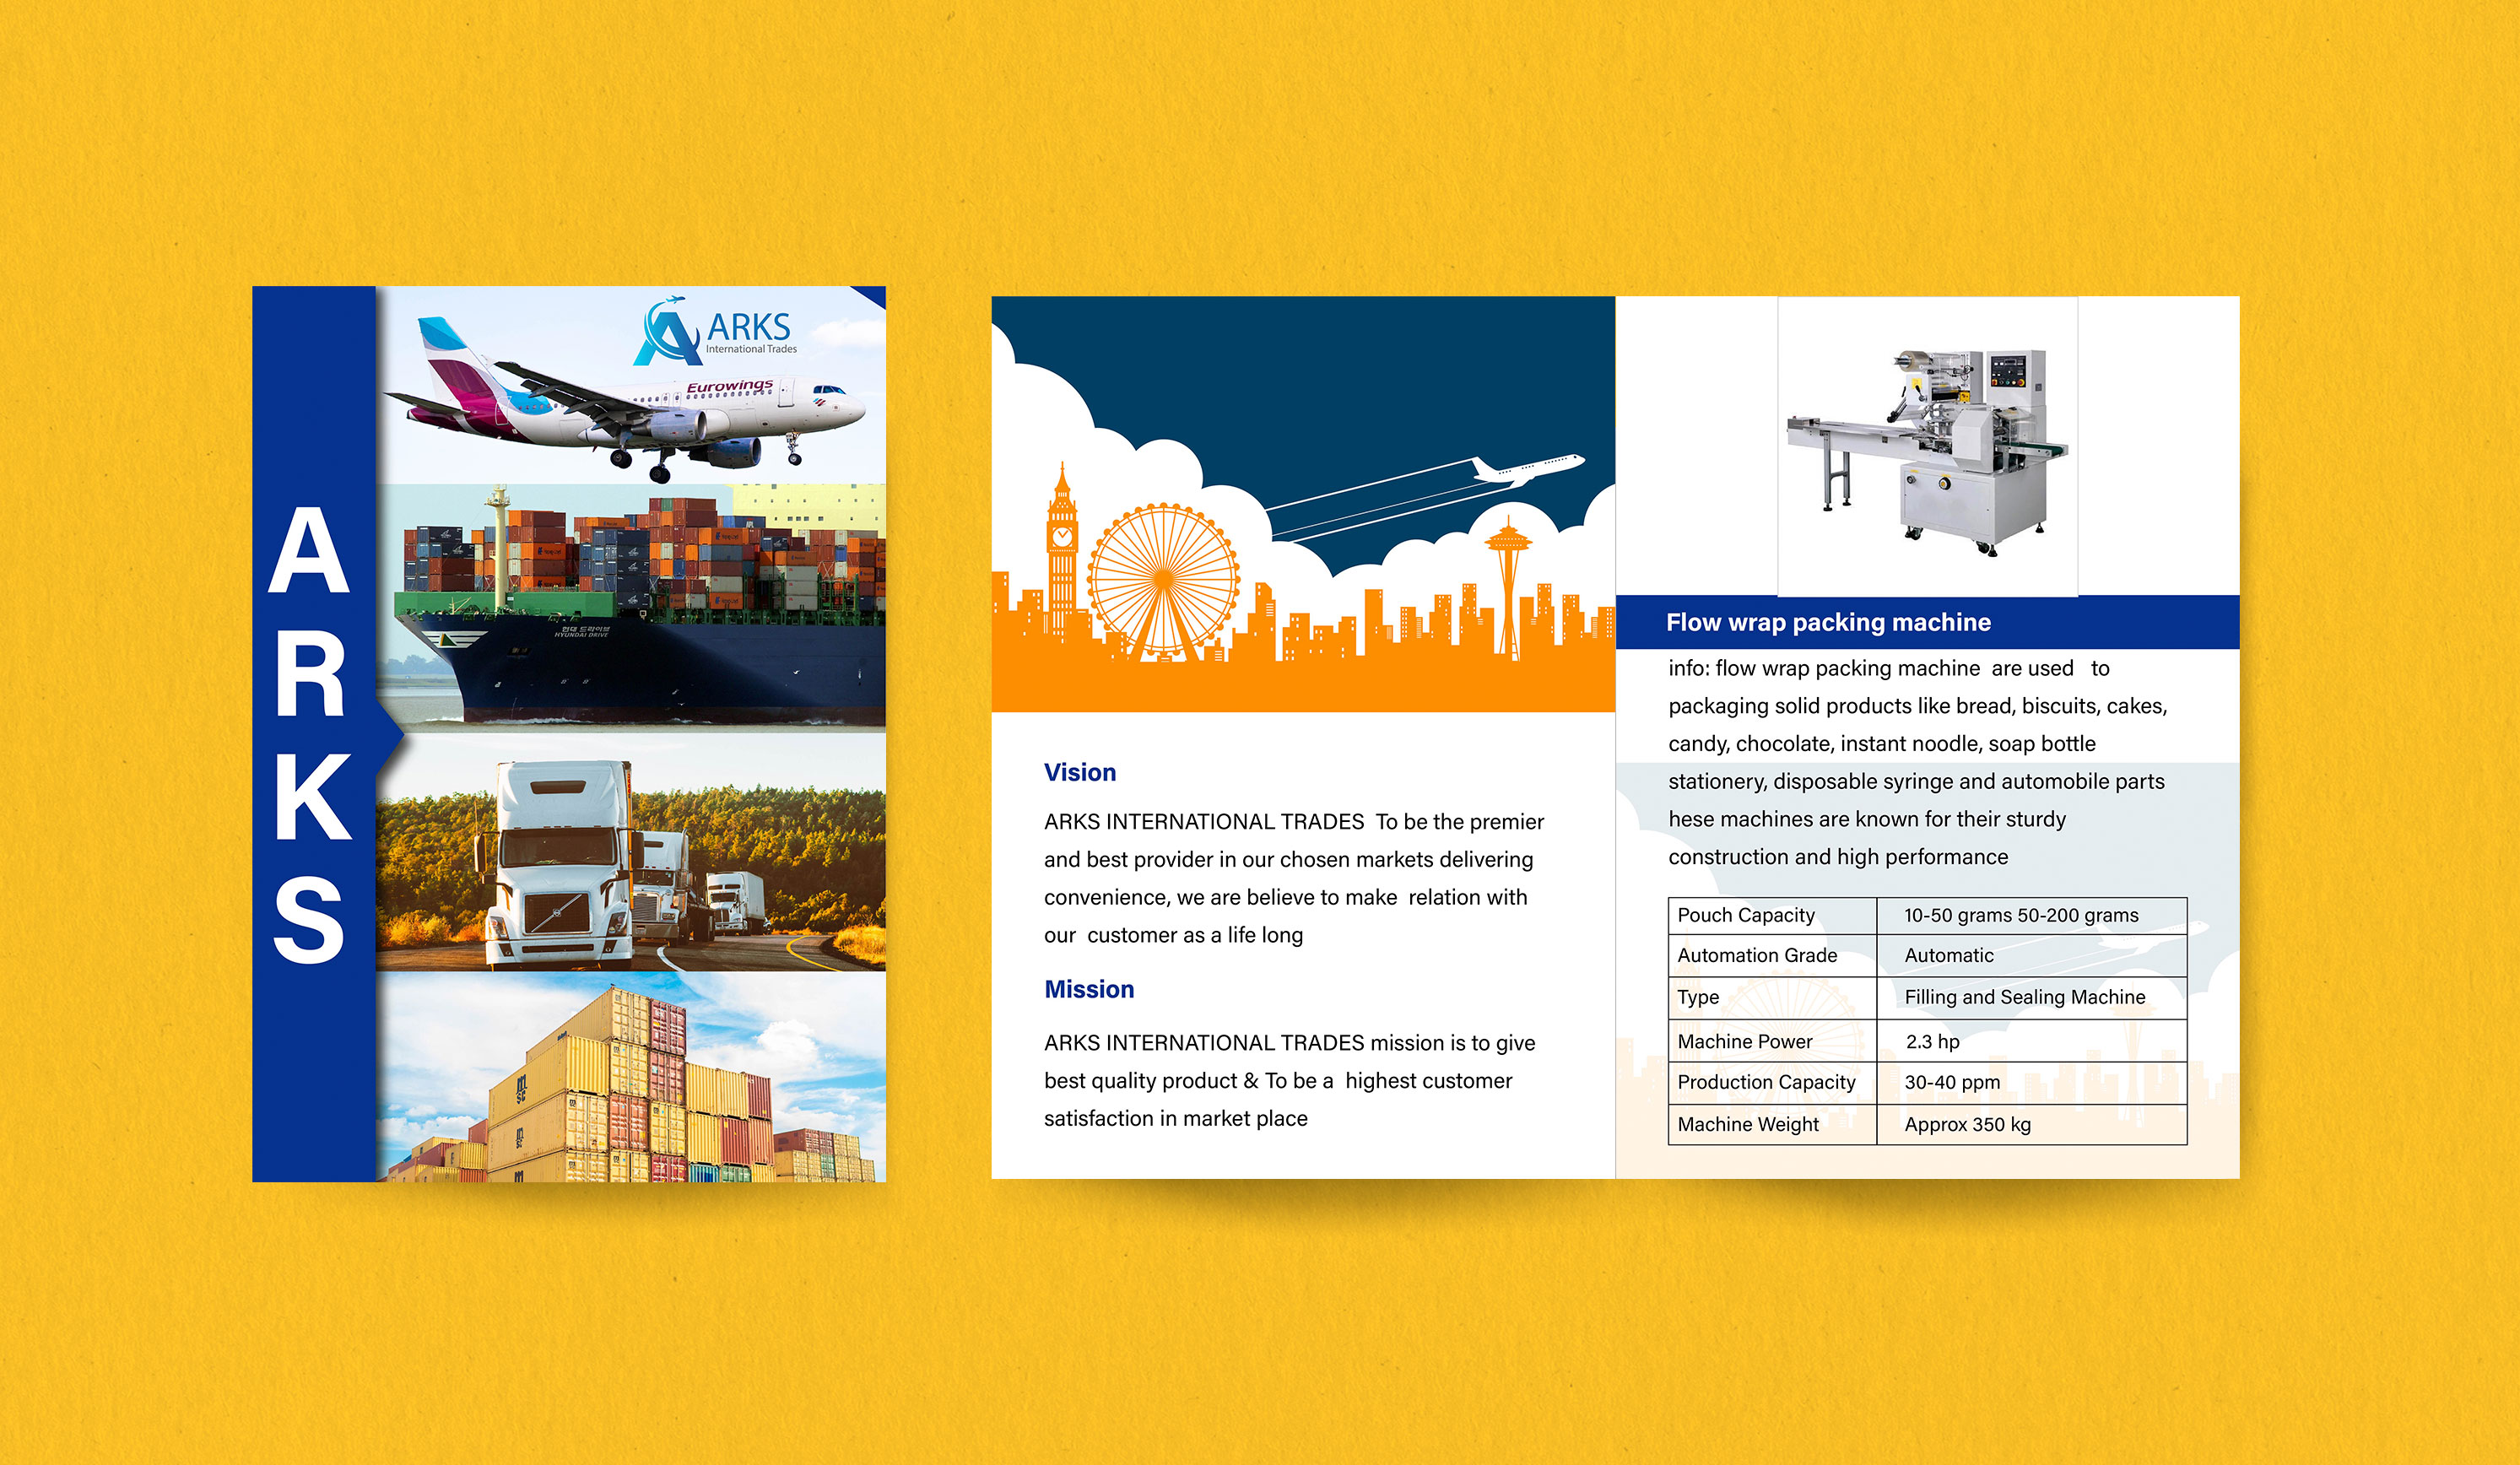 A
R
K
S
ARKS
International Trades
Eurowings
현대 드라이브
HYUNDAI DRIVE
Vision
ARKS INTERNATIONAL TRADES  To be the premier
and best provider in our chosen markets delivering
convenience, we are believe to make  relation with
our  customer as a life long
Mission
ARKS INTERNATIONAL TRADES mission is to give
best quality product & To be a  highest customer
satisfaction in market place
Flow wrap packing machine
info: flow wrap packing machine  are used   to
packaging solid products like bread, biscuits, cakes,
candy, chocolate, instant noodle, soap bottle
stationery, disposable syringe and automobile parts
hese machines are known for their sturdy
construction and high performance
Pouch Capacity 10-50 grams 50-200 grams
Automation Grade Automatic
Type Filling and Sealing Machine
Machine Power 2.3 hp
Production Capacity 30-40 ppm
Machine Weight Approx 350 kg